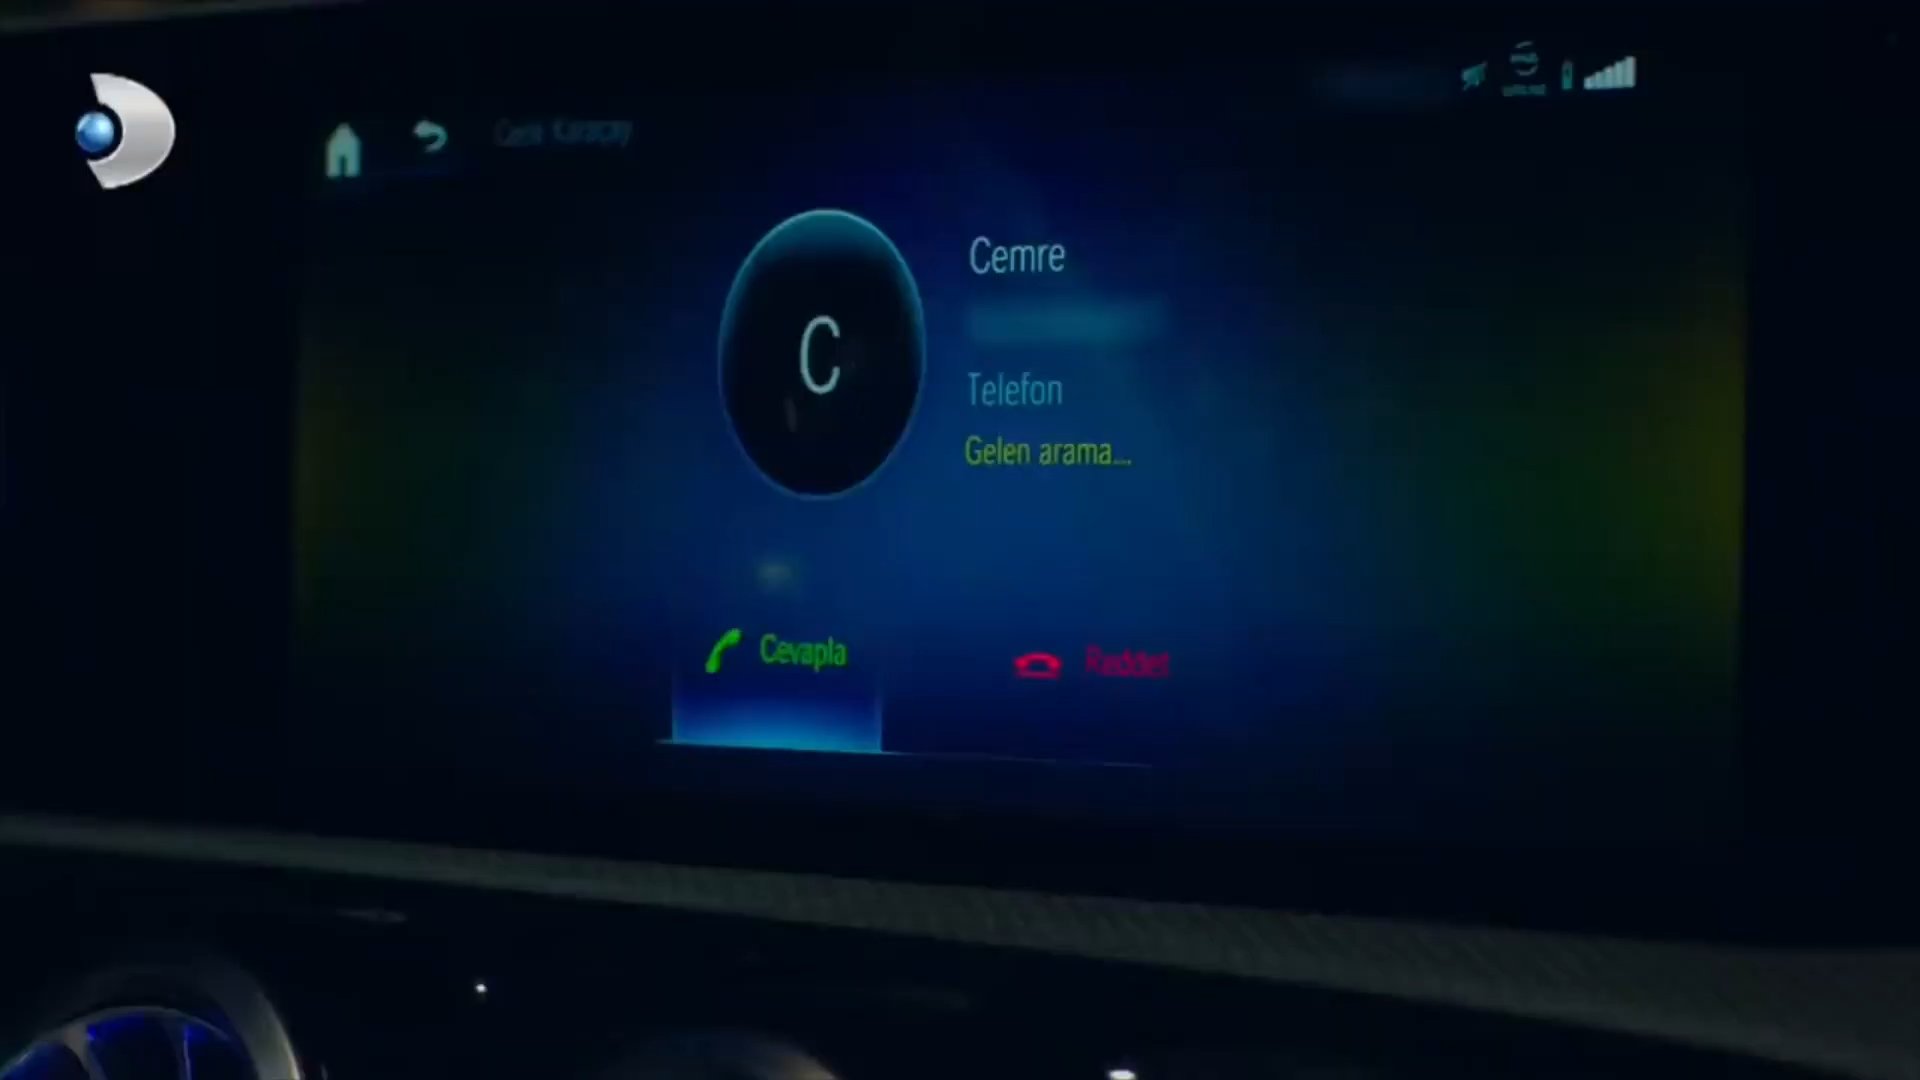 Cemre
C
Telefon
Gelen arama...
Cevapla
Reddet